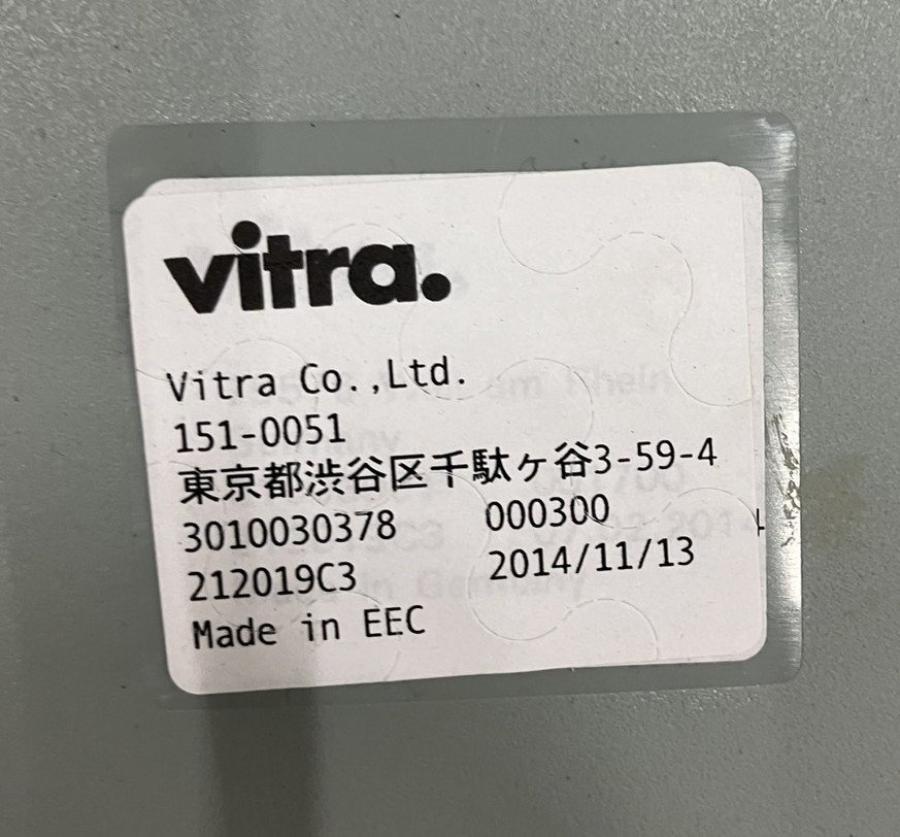 vitra.
Vitra Co.,Ltd.
151-0051
東京都渋谷区千駄ヶ谷3-59-4
3010030378 000300
212019C3 2014/11/13
Made in EEC